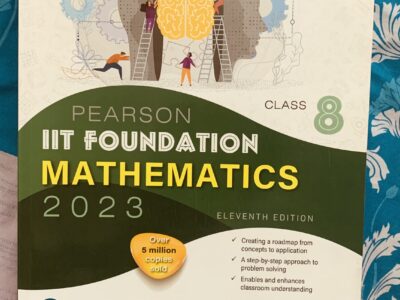 CLASS 8
PEARSON
IIT FOUNDATION
MATHEMATICS
2023
ELEVENTH EDITION
Over
5 million
copies
sold
✓ Creating a roadmap from
concepts to application
✓ A step-by-step approach to
problem solving
✓ Enables and enhances
classroom understanding